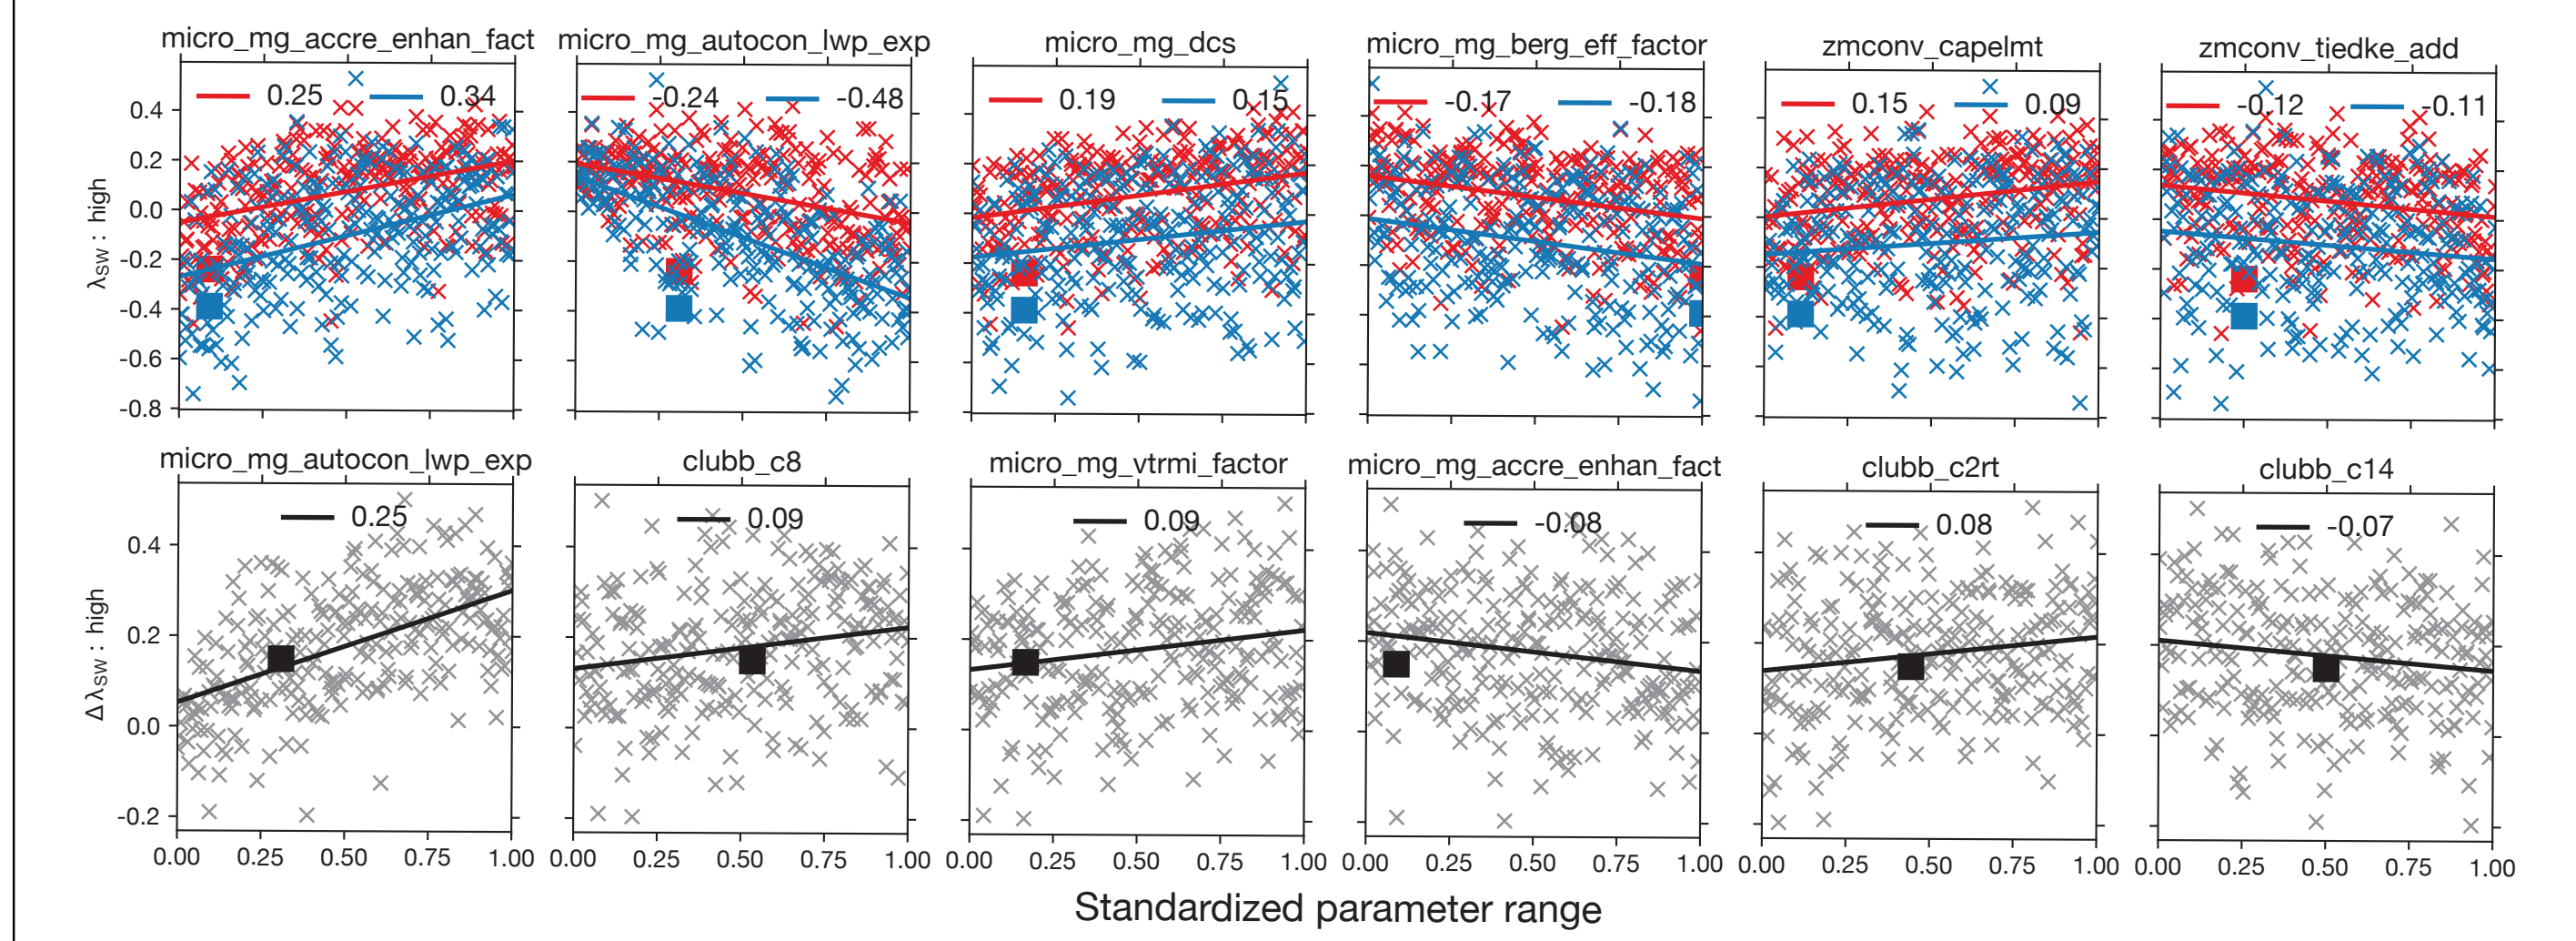 micro_mg_accre_enhan_fact micro_mg_autocon_lwp_exp micro_mg_dcs micro_mg_berg_eff_factor zmconv_capelmt zmconv_tiedke_add
0.25 0.34 -0.24 -0.48 0.19 0.15 -0.17 -0.18 0.15 0.09 -0.12 -0.11
0.4
0.2
0.0
-0.2
-0.4
-0.6
-0.8
λSW : high
micro_mg_autocon_lwp_exp clubb_c8 micro_mg_vtrmi_factor micro_mg_accre_enhan_fact clubb_c2rt clubb_c14
0.25 0.09 0.09 -0.08 0.08 -0.07
0.4
0.2
0.0
-0.2
ΔλSW : high
0.00 0.25 0.50 0.75 1.00 0.00 0.25 0.50 0.75 1.00 0.00 0.25 0.50 0.75 1.00 0.00 0.25 0.50 0.75 1.00 0.00 0.25 0.50 0.75 1.00 0.00 0.25 0.50 0.75 1.00
Standardized parameter range